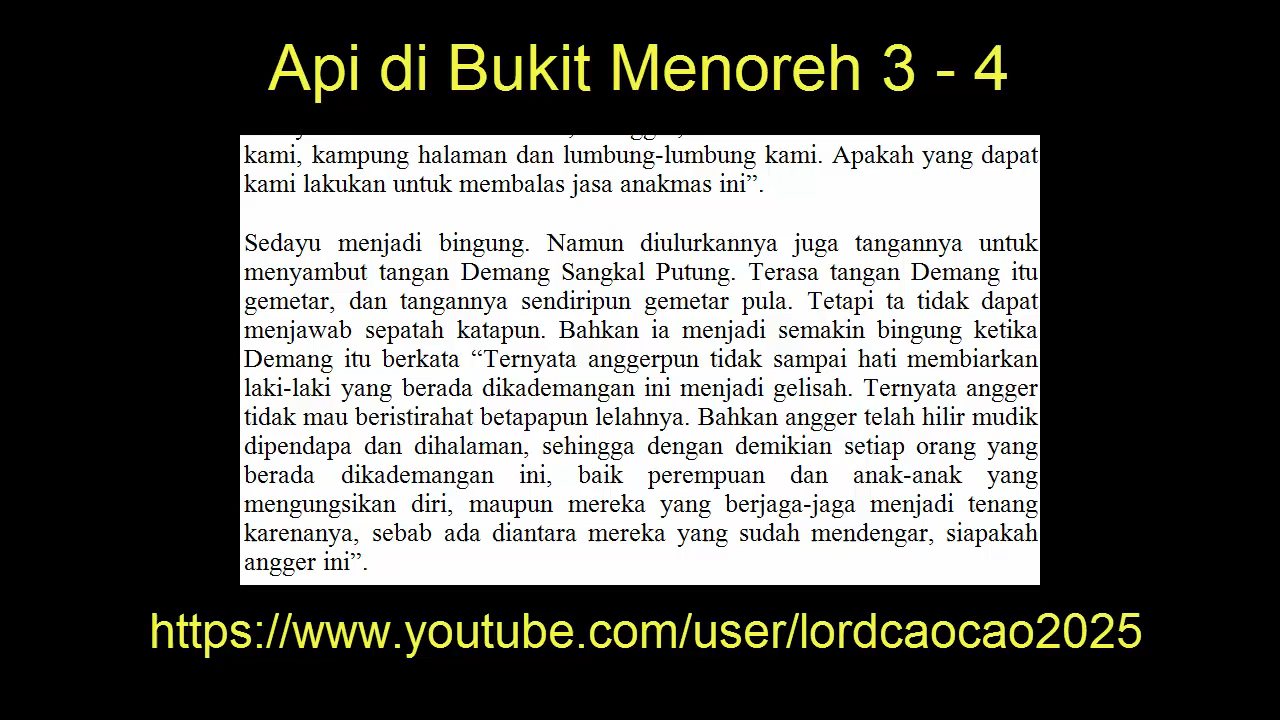 Api di Bukit Menoreh 3 - 4
kami, kampung halaman dan lumbung-lumbung kami. Apakah yang dapat
kami lakukan untuk membalas jasa anakmas ini”.
Sedayu menjadi bingung. Namun diulurkannya juga tangannya untuk
menyambut tangan Demang Sangkal Putung. Terasa tangan Demang itu
gemetar, dan tangannya sendiripun gemetar pula. Tetapi ta tidak dapat
menjawab sepatah katapun. Bahkan ia menjadi semakin bingung ketika
Demang itu berkata “Ternyata anggerpun tidak sampai hati membiarkan
laki-laki yang berada dikademangan ini menjadi gelisah. Ternyata angger
tidak mau beristirahat betapapun lelahnya. Bahkan angger telah hilir mudik
dipendapa dan dihalaman, sehingga dengan demikian setiap orang yang
berada dikademangan ini, baik perempuan dan anak-anak yang
mengungsikan diri, maupun mereka yang berjaga-jaga menjadi tenang
karenanya, sebab ada diantara mereka yang sudah mendengar, siapakah
angger ini”.
https://www.youtube.com/user/lordcaocao2025